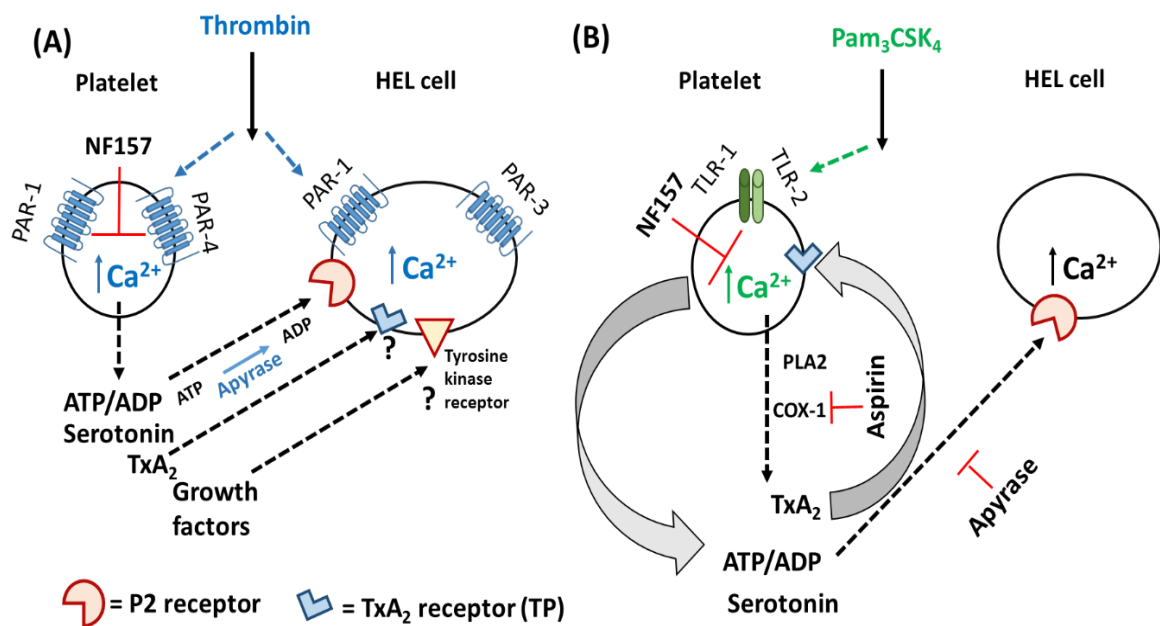 (A)
Thrombin
Platelet
HEL cell
NF157
PAR-1
PAR-4
PAR-1
PAR-3
Ca²⁺
Ca²⁺
ATP
Apyrase
ADP
?
?
Tyrosine
kinase
receptor
ATP/ADP
Serotonin
TxA₂
Growth
factors
(B)
Pam₃CSK₄
Platelet
HEL cell
NF157
TLR-1
TLR-2
Ca²⁺
Ca²⁺
PLA2
COX-1
Aspirin
TxA₂
Apyrase
ATP/ADP
Serotonin
= P2 receptor
= TxA₂ receptor (TP)